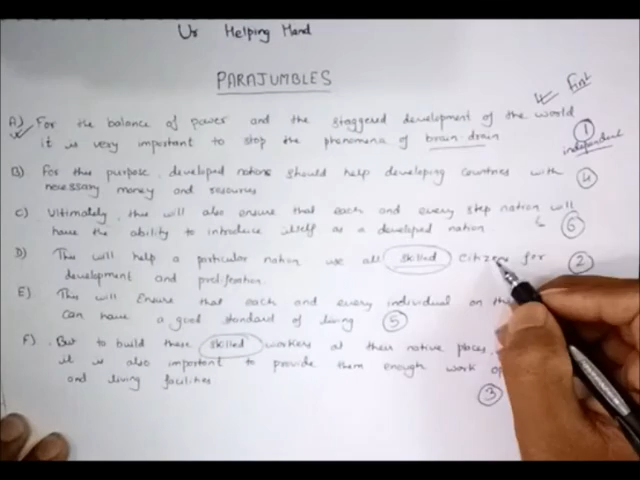 Ur Helping Hand
PARAJUMBLES
First
A) For the balance of power and the staggered development of the world
it is very important to stop the phenomena of brain drain
1
independent
B) For this purpose, developed nations should help developing countries with
necessary money and resources
4
C) Ultimately, this will also ensure that each and every step nation will
have the ability to introduce itself as a developed nation
6
D) This will help a particular nation use all skilled citizens for
development and proliferation.
2
E) This will Ensure that each and every individual on the
can have a good standard of living
5
F) But to build these skilled workers at their native places,
it is also important to provide them enough work
and living facilities
3